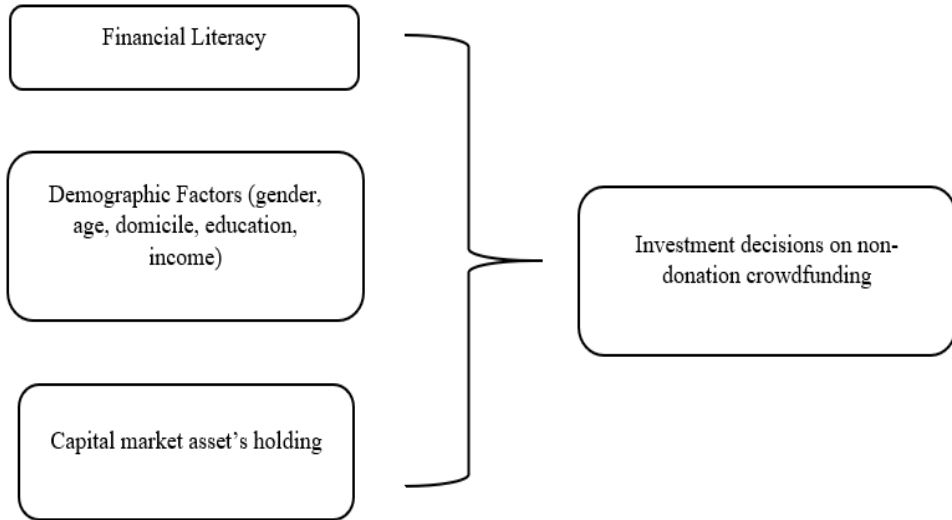 Financial Literacy
Demographic Factors (gender,
age, domicile, education,
income)
Capital market asset’s holding
Investment decisions on non-
donation crowdfunding